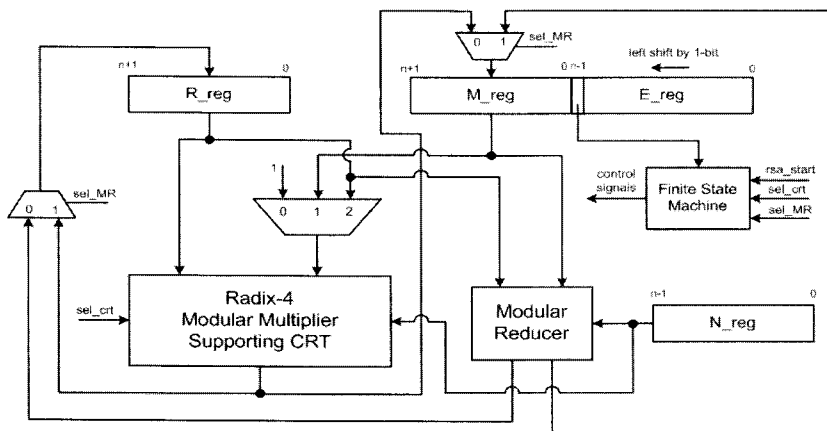 0 1
sel_MR
left shift by 1-bit
n+1 0
R_reg
n+1 0 n-1 0
M_reg
E_reg
sel_MR
0 1
1
0 1 2
control
signals
Finite State
Machine
rsa_start
sel_crt
sel_MR
sel_crt
Radix-4
Modular Multiplier
Supporting CRT
Modular
Reducer
n-1 0
N_reg